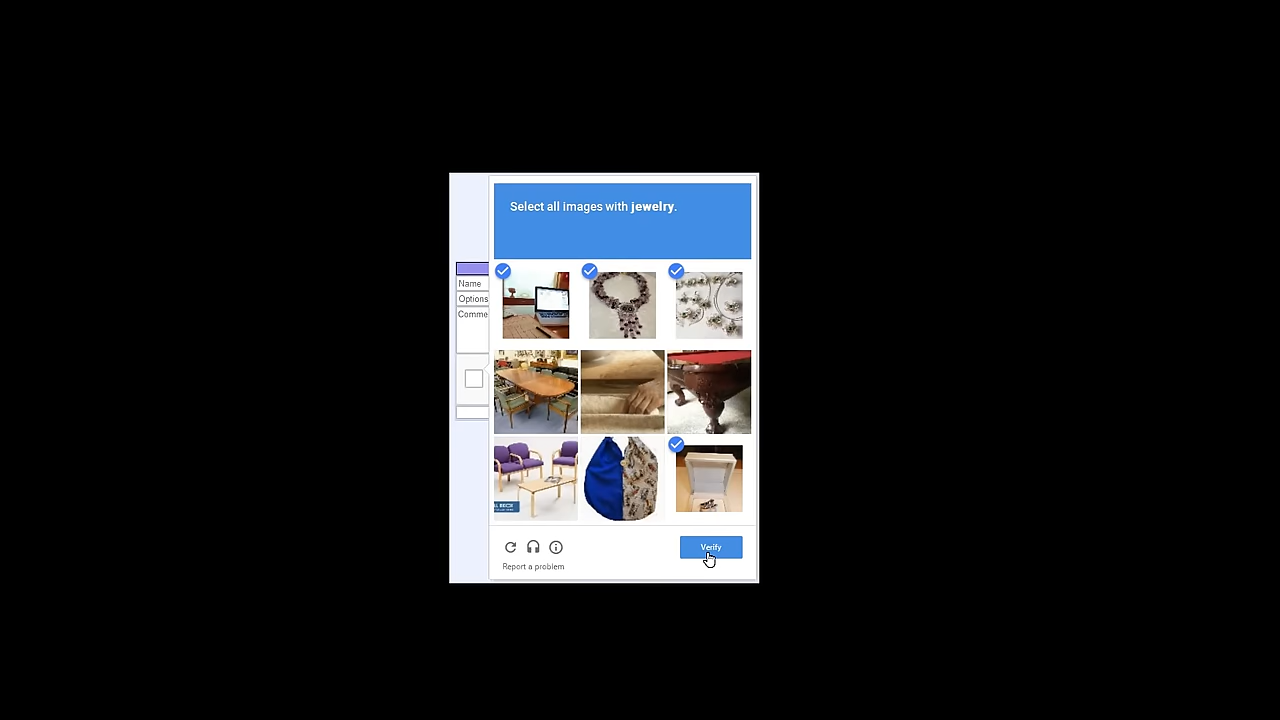 Select all images with jewelry.
Name
Options
Comme
Verify
Report a problem